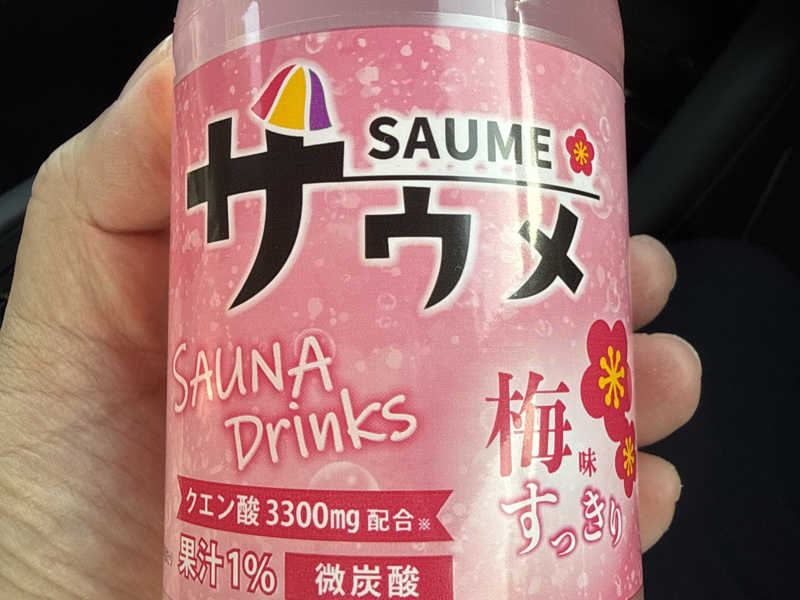 SAUME
サウメ
SAUNA
Drinks
梅味
すっきり
クエン酸3300mg配合※
果汁1%
微炭酸